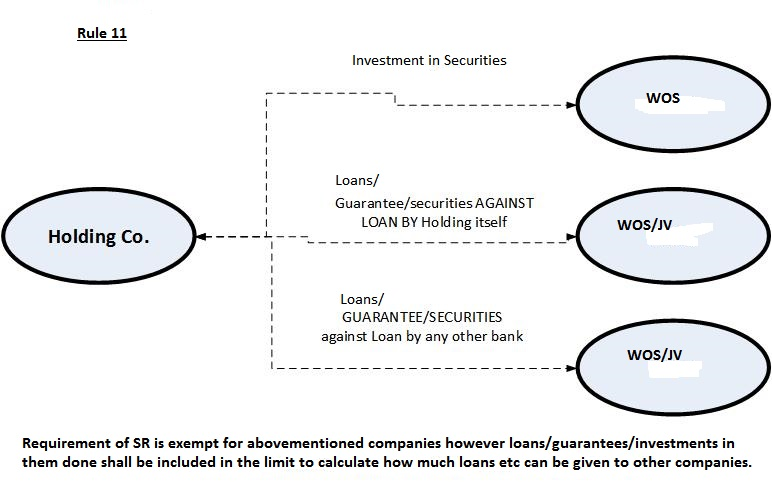 Rule 11
Investment in Securities
WOS
Loans/
Guarantee/securities AGAINST
LOAN BY Holding itself
WOS/JV
Holding Co.
Loans/
GUARANTEE/SECURITIES
against Loan by any other bank
WOS/JV
Requirement of SR is exempt for abovementioned companies however loans/guarantees/investments in
them done shall be included in the limit to calculate how much loans etc can be given to other companies.